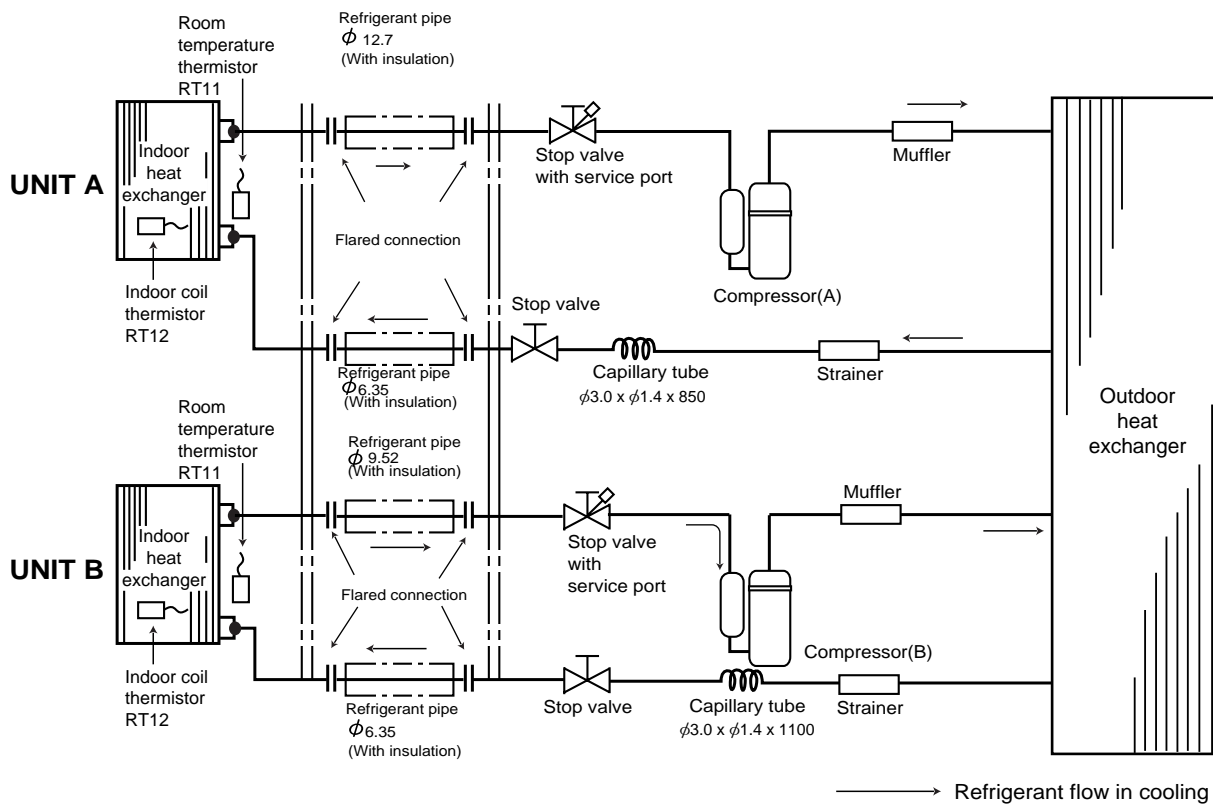 Room
temperature
thermistor
RT11
Refrigerant pipe
ϕ 12.7
(With insulation)
UNIT A
Indoor
heat
exchanger
Stop valve
with service port
Muffler
Flared connection
Compressor(A)
Indoor coil
thermistor
RT12
Stop valve
Refrigerant pipe
ϕ6.35
(With insulation)
Capillary tube
ϕ3.0 x ϕ1.4 x 850
Strainer
Outdoor
heat
exchanger
Room
temperature
thermistor
RT11
Refrigerant pipe
ϕ 9.52
(With insulation)
UNIT B
Indoor
heat
exchanger
Stop valve
with
service port
Muffler
Flared connection
Compressor(B)
Indoor coil
thermistor
RT12
Refrigerant pipe
ϕ6.35
(With insulation)
Stop valve
Capillary tube
ϕ3.0 x ϕ1.4 x 1100
Strainer
Refrigerant flow in cooling